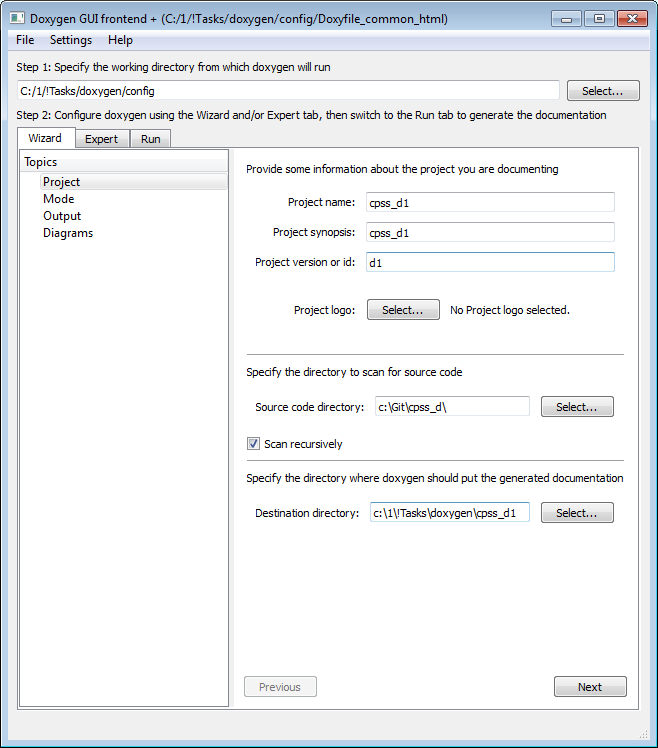 Doxygen GUI frontend + (C:/1/!Tasks/doxygen/config/Doxyfile_common_html)
File Settings Help
Step 1: Specify the working directory from which doxygen will run
C:/1/!Tasks/doxygen/config Select...
Step 2: Configure doxygen using the Wizard and/or Expert tab, then switch to the Run tab to generate the documentation
Wizard Expert Run
Topics
Project
Mode
Output
Diagrams
Provide some information about the project you are documenting
Project name: cpss_d1
Project synopsis: cpss_d1
Project version or id: d1
Project logo: Select... No Project logo selected.
Specify the directory to scan for source code
Source code directory: c:\Git\cpss_d\ Select...
Scan recursively
Specify the directory where doxygen should put the generated documentation
Destination directory: c:\1\!Tasks\doxygen\cpss_d1 Select...
Previous Next